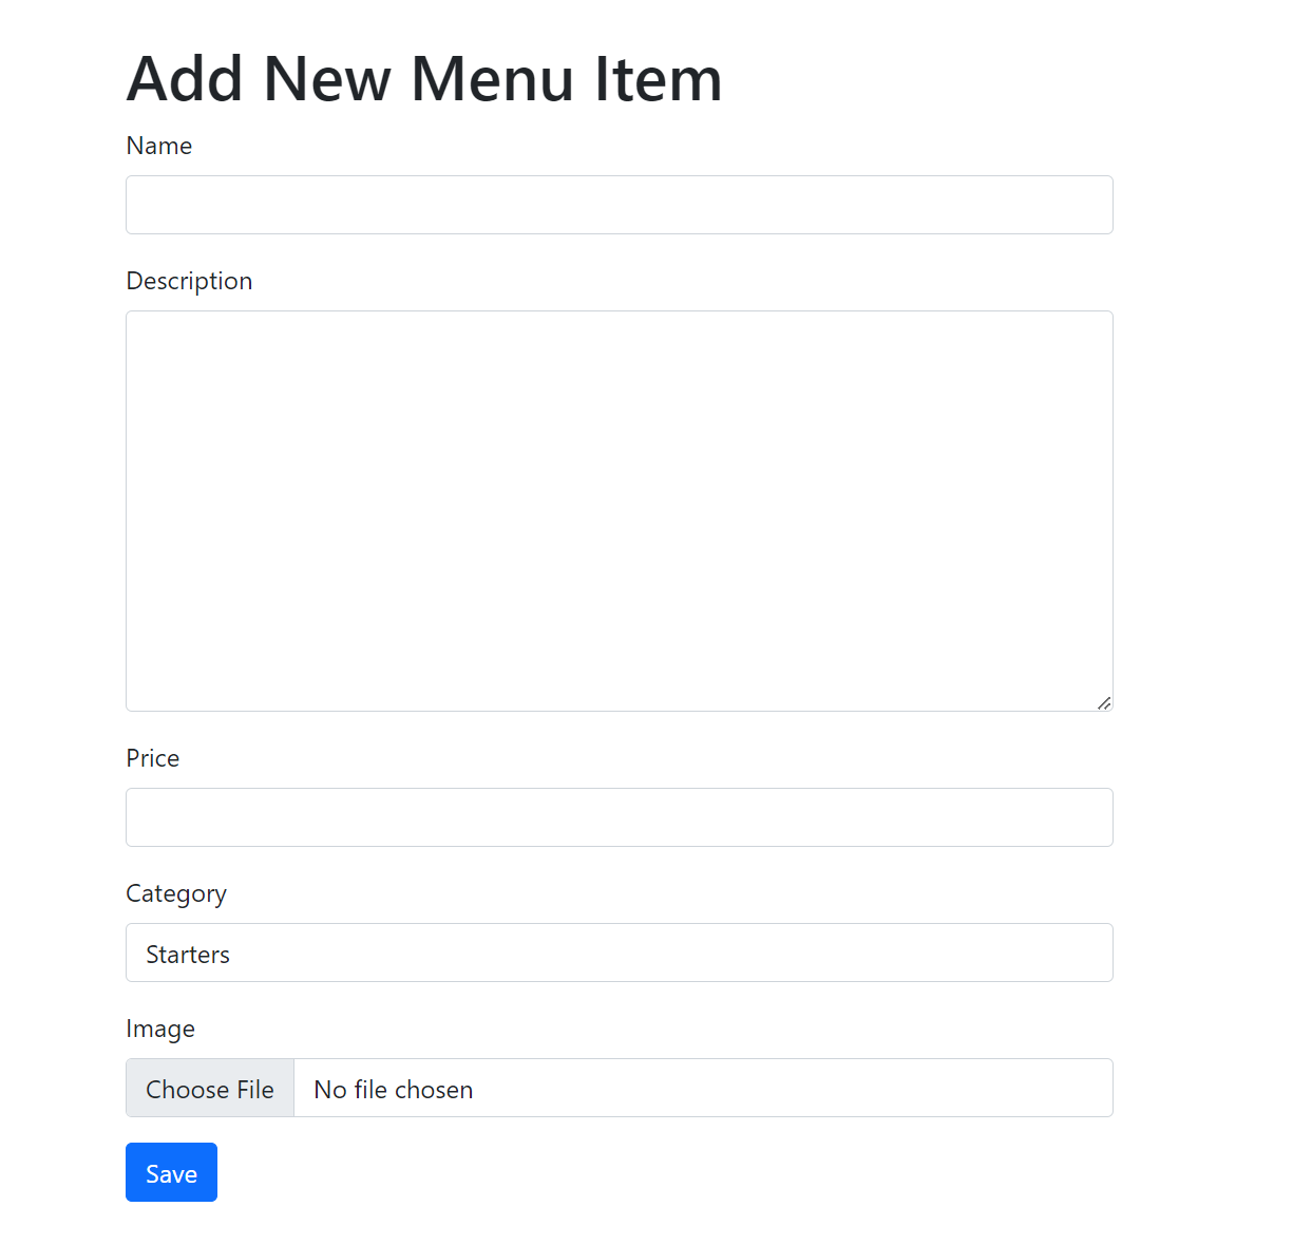 Add New Menu Item
Name
Description
Price
Category
Starters
Image
Choose File No file chosen
Save